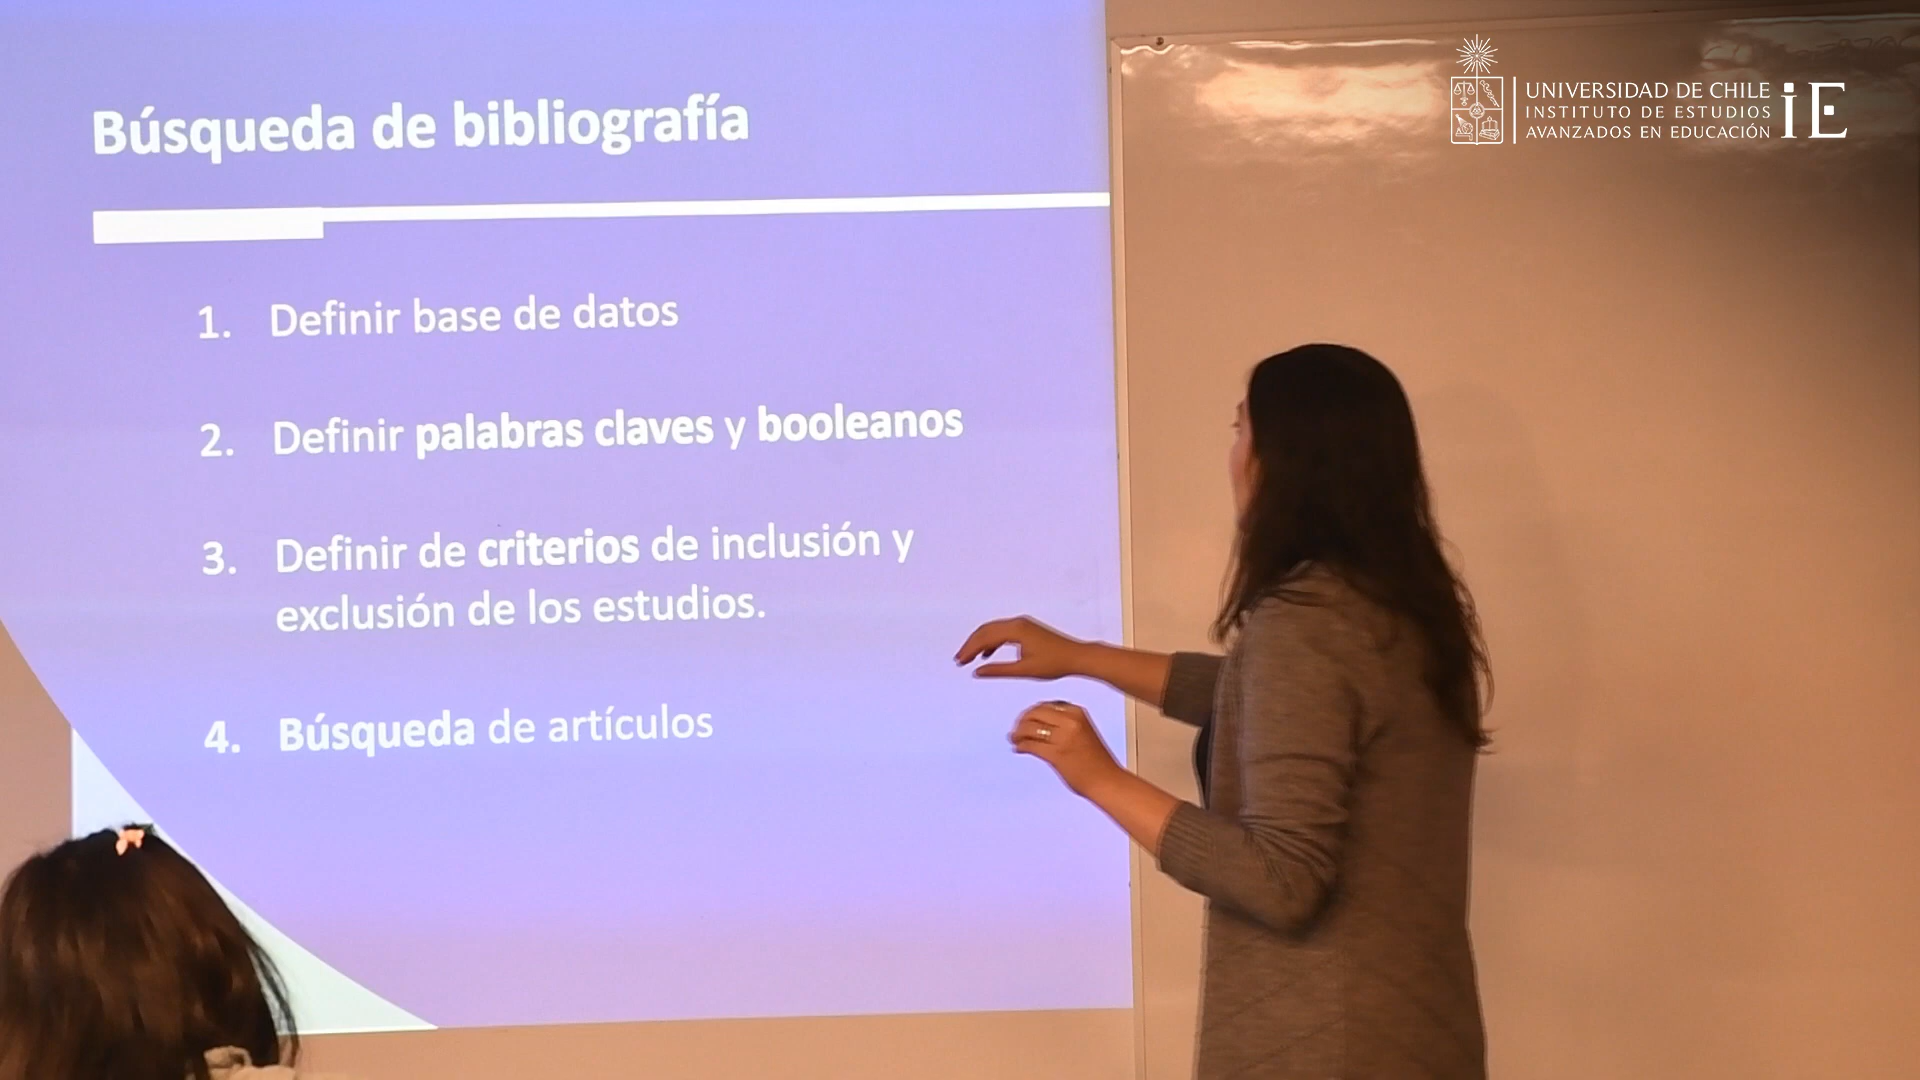 Búsqueda de bibliografía
1. Definir base de datos
2. Definir palabras claves y booleanos
3. Definir de criterios de inclusión y
exclusión de los estudios.
4. Búsqueda de artículos
UNIVERSIDAD DE CHILE
INSTITUTO DE ESTUDIOS
AVANZADOS EN EDUCACIÓN
iE